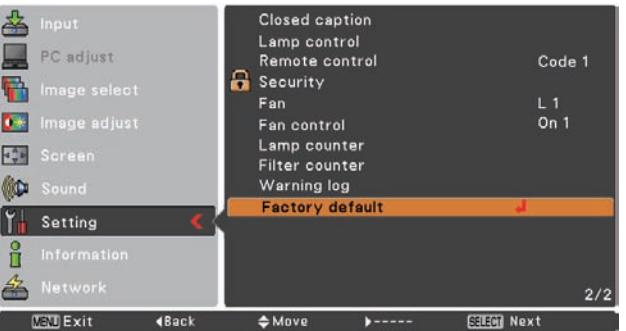 Input
PC adjust
Image select
Image adjust
Screen
Sound
Setting
Information
Network
Closed caption
Lamp control
Remote control Code 1
Security
Fan L 1
Fan control On 1
Lamp counter
Filter counter
Warning log
Factory default
2/2
MENU Exit Back Move ----- SELECT Next